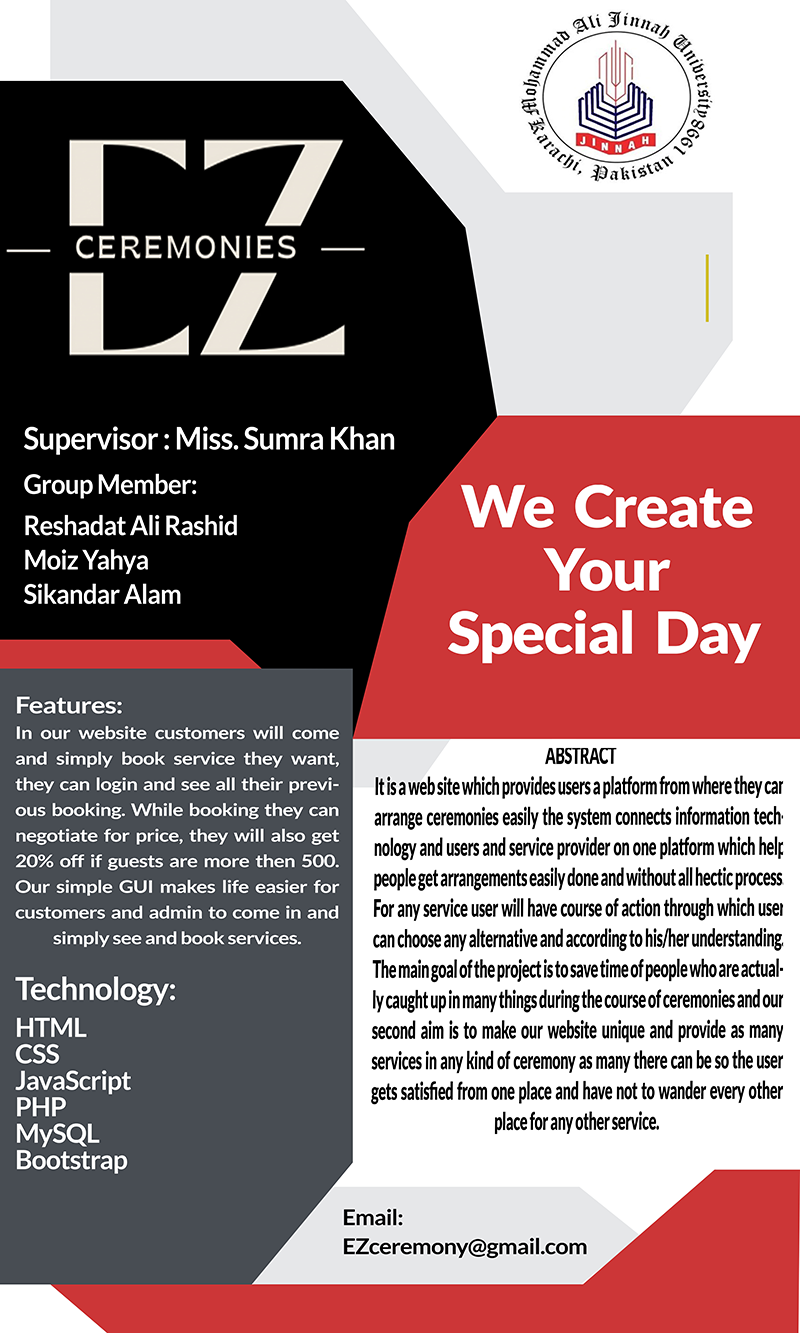 Mohammad Ali Jinnah University
Karachi, Pakistan 1998
JINNAH
EZ
CEREMONIES
Supervisor : Miss. Sumra Khan
Group Member:
Reshadat Ali Rashid
Moiz Yahya
Sikandar Alam
We Create
Your
Special Day
Features:
In our website customers will come
and simply book service they want,
they can login and see all their previ-
ous booking. While booking they can
negotiate for price, they will also get
20% off if guests are more then 500.
Our simple GUI makes life easier for
customers and admin to come in and
simply see and book services.
Technology:
HTML
CSS
JavaScript
PHP
MySQL
Bootstrap
ABSTRACT
It is a web site which provides users a platform from where they can
arrange ceremonies easily the system connects information tech-
nology and users and service provider on one platform which help
people get arrangements easily done and without all hectic process.
For any service user will have course of action through which user
can choose any alternative and according to his/her understanding.
The main goal of the project is to save time of people who are actual-
ly caught up in many things during the course of ceremonies and our
second aim is to make our website unique and provide as many
services in any kind of ceremony as many there can be so the user
gets satisfied from one place and have not to wander every other
place for any other service.
Email:
EZceremony@gmail.com